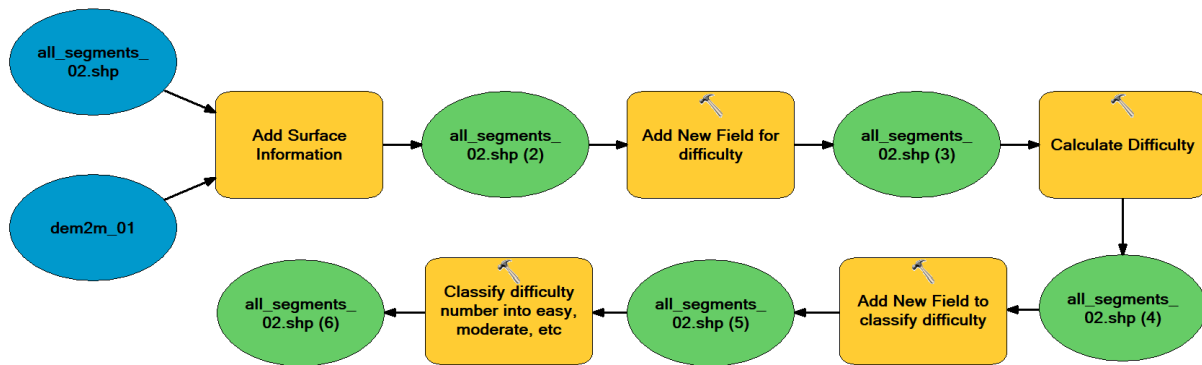 all_segments_
02.shp
dem2m_01
Add Surface
Information
all_segments_
02.shp (2)
Add New Field for
difficulty
all_segments_
02.shp (3)
Calculate Difficulty
all_segments_
02.shp (4)
Add New Field to
classify difficulty
all_segments_
02.shp (5)
Classify difficulty
number into easy,
moderate, etc
all_segments_
02.shp (6)